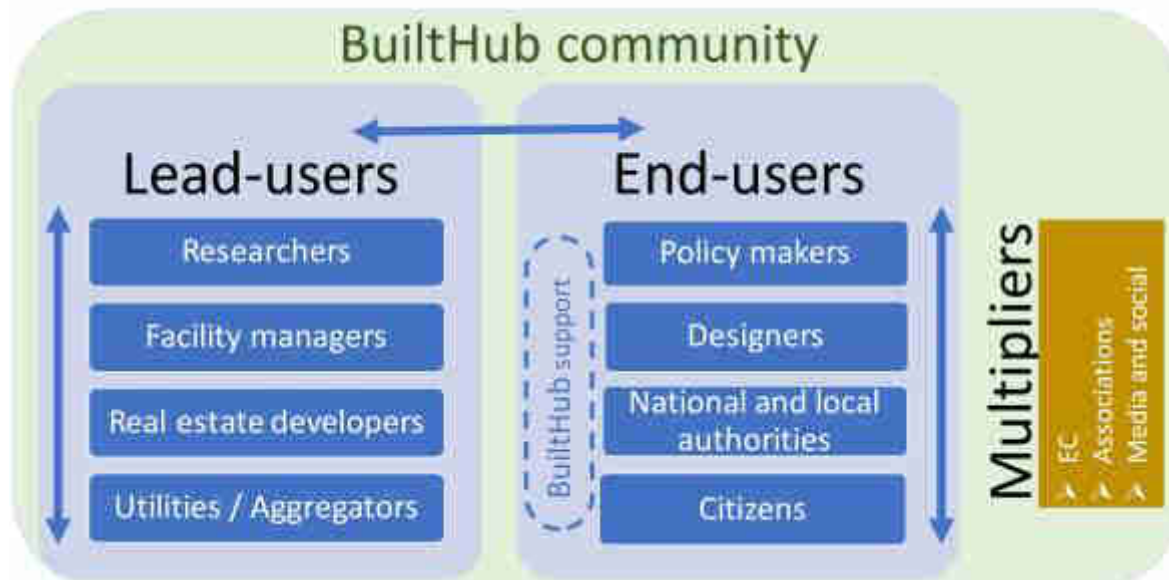 BuiltHub community
Lead-users
Researchers
Facility managers
Real estate developers
Utilities / Aggregators
End-users
BuiltHub support
Policy makers
Designers
National and local
authorities
Citizens
Multipliers
➢ EC
➢ Associations
➢ Media and social